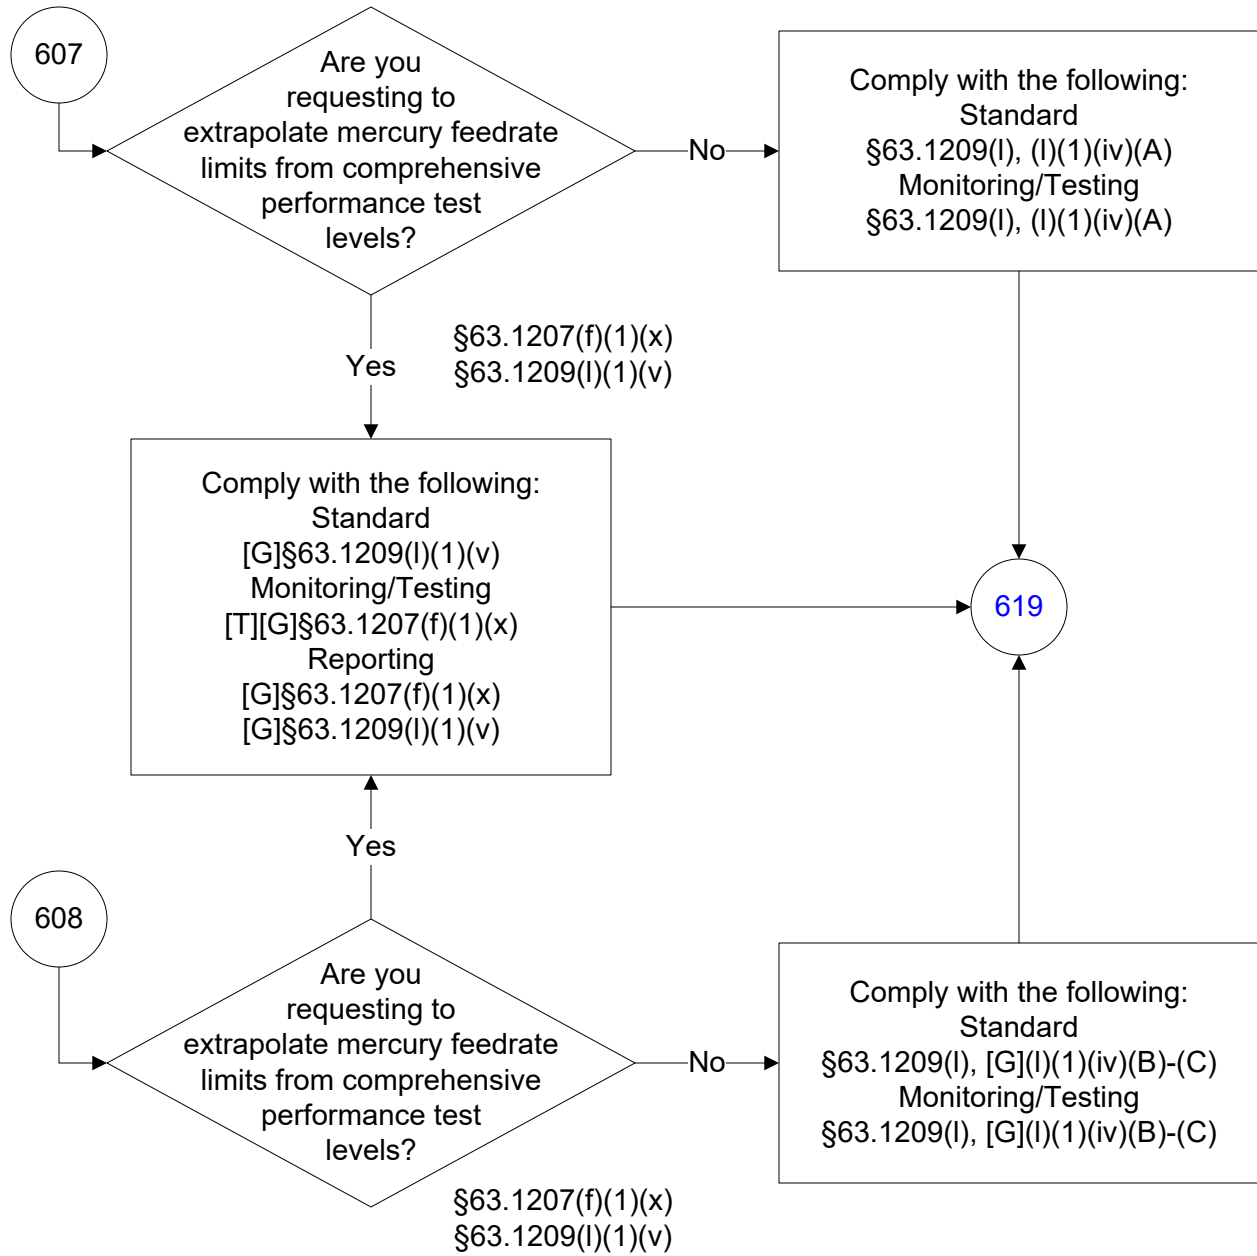 607
Are you
requesting to
extrapolate mercury feedrate
limits from comprehensive
performance test
levels?
No
Comply with the following:
Standard
§63.1209(l), (l)(1)(iv)(A)
Monitoring/Testing
§63.1209(l), (l)(1)(iv)(A)
Yes
§63.1207(f)(1)(x)
§63.1209(l)(1)(v)
Comply with the following:
Standard
[G]§63.1209(l)(1)(v)
Monitoring/Testing
[T][G]§63.1207(f)(1)(x)
Reporting
[G]§63.1207(f)(1)(x)
[G]§63.1209(l)(1)(v)
619
Yes
608
Are you
requesting to
extrapolate mercury feedrate
limits from comprehensive
performance test
levels?
No
Comply with the following:
Standard
§63.1209(l), [G](l)(1)(iv)(B)-(C)
Monitoring/Testing
§63.1209(l), [G](l)(1)(iv)(B)-(C)
§63.1207(f)(1)(x)
§63.1209(l)(1)(v)